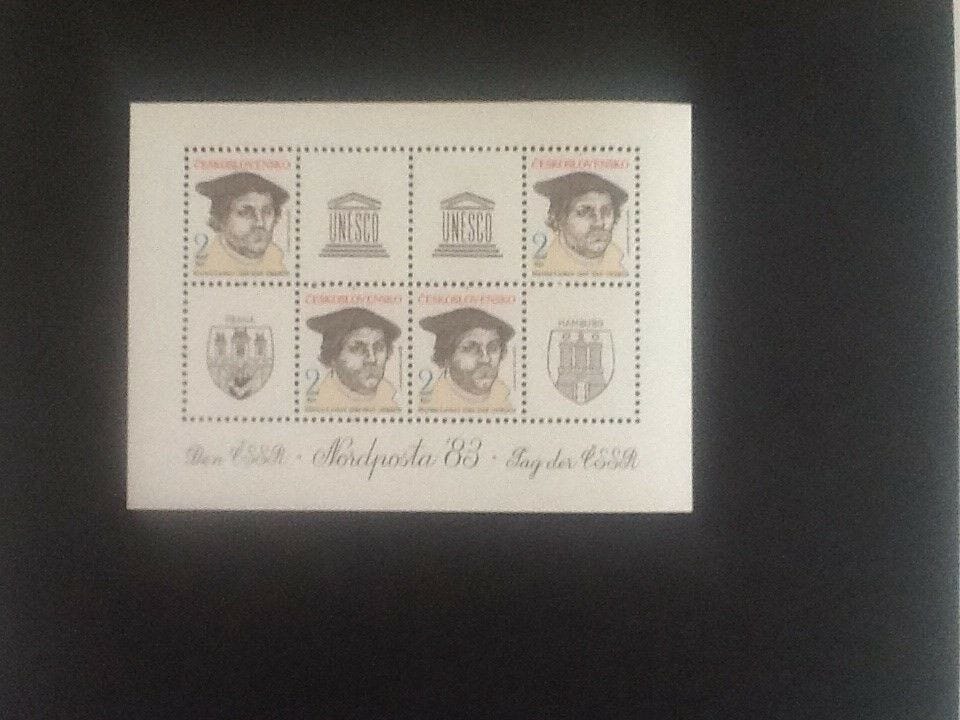 ČESKOSLOVENSKO
2
UNESCO
UNESCO
ČESKOSLOVENSKO
2
PRAHA
ČESKOSLOVENSKO
2
ČESKOSLOVENSKO
2
HAMBURG
Den ČSSR · Nordposta '83 · Tag der ČSSR